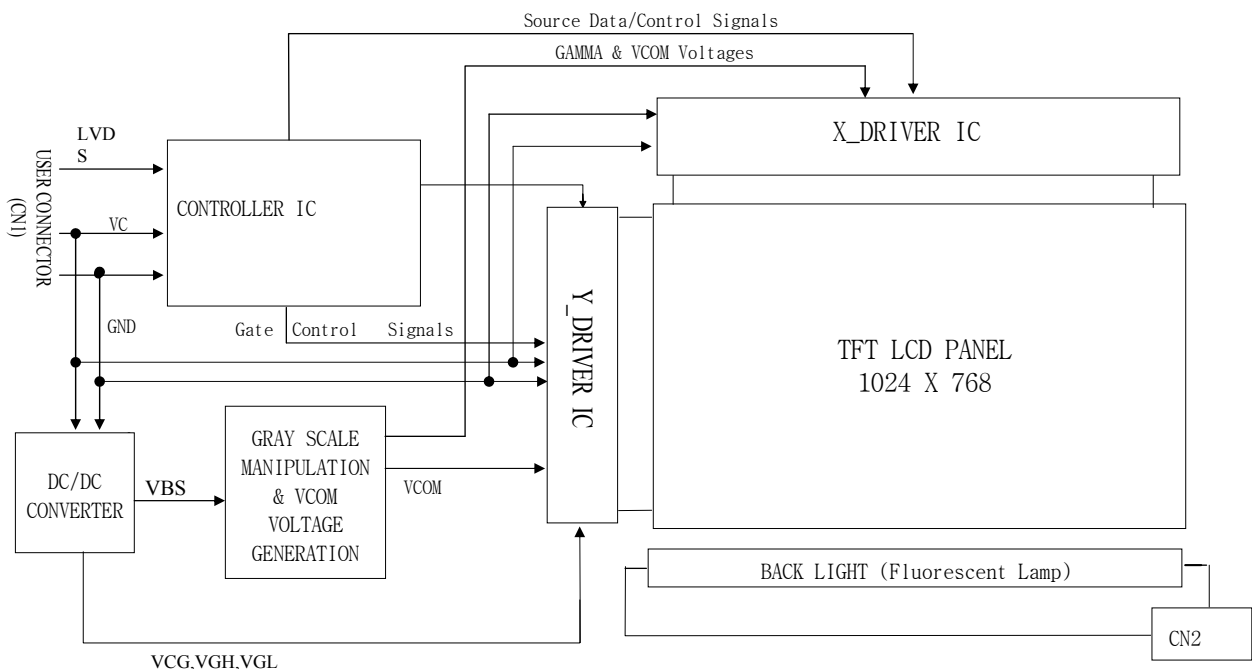 Source Data/Control Signals
GAMMA & VCOM Voltages
X_DRIVER IC
LVD
S
USER CONNECTOR
(CN1)
CONTROLLER IC
VC
GND
Gate Control Signals
Y_DRIVER IC
TFT LCD PANEL
1024 X 768
GRAY SCALE
MANIPULATION
& VCOM
VOLTAGE
GENERATION
DC/DC
CONVERTER
VBS
VCOM
BACK LIGHT (Fluorescent Lamp)
CN2
VCG,VGH,VGL